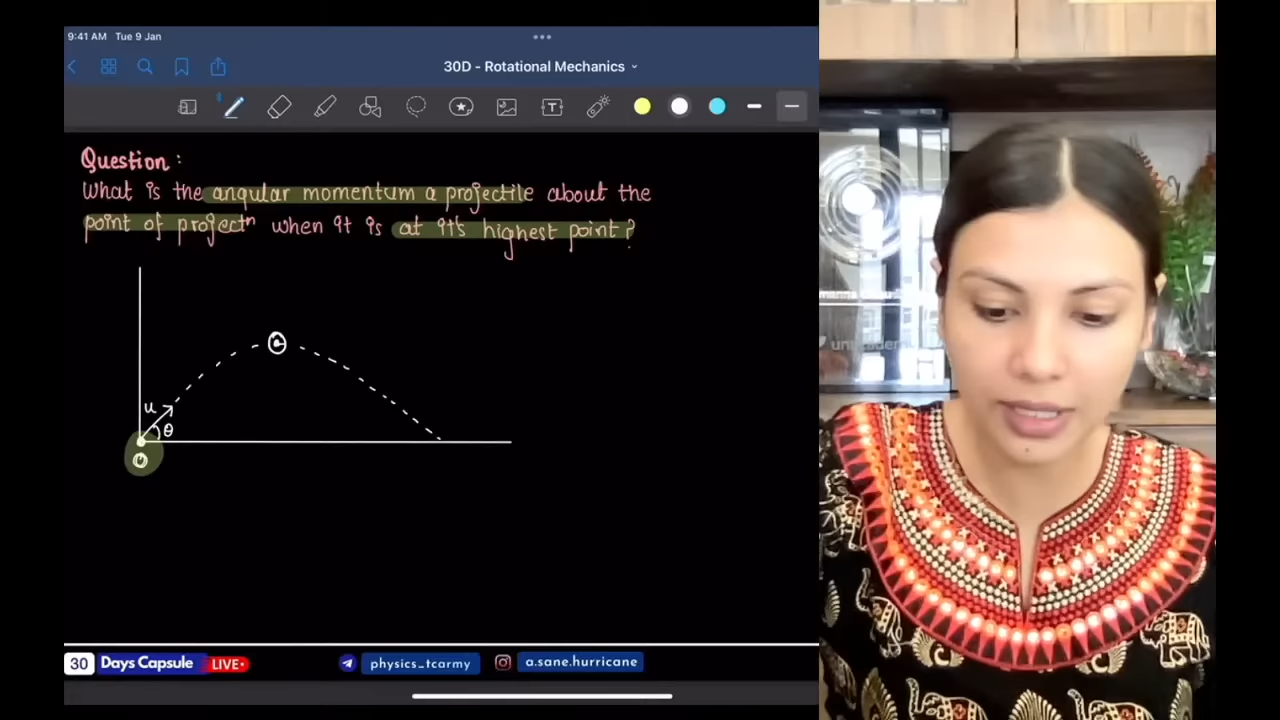 9:41 AM Tue 9 Jan
30D - Rotational Mechanics
T
Question :
What is the angular momentum a projectile about the
point of projectⁿ when it is at it's highest point?
u
θ
30 Days Capsule LIVE
physics_tcarmy
a.sane.hurricane